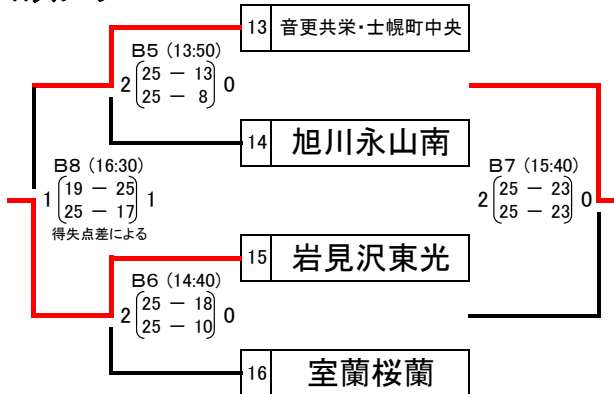 13 音更共栄・士幌町中央
B5 (13:50)
2 25 － 13 0
25 － 8
14 旭川永山南
B8 (16:30)
1 19 － 25 1
25 － 17
得失点差による
B7 (15:40)
2 25 － 23 0
25 － 23
15 岩見沢東光
B6 (14:40)
2 25 － 18 0
25 － 10
16 室蘭桜蘭